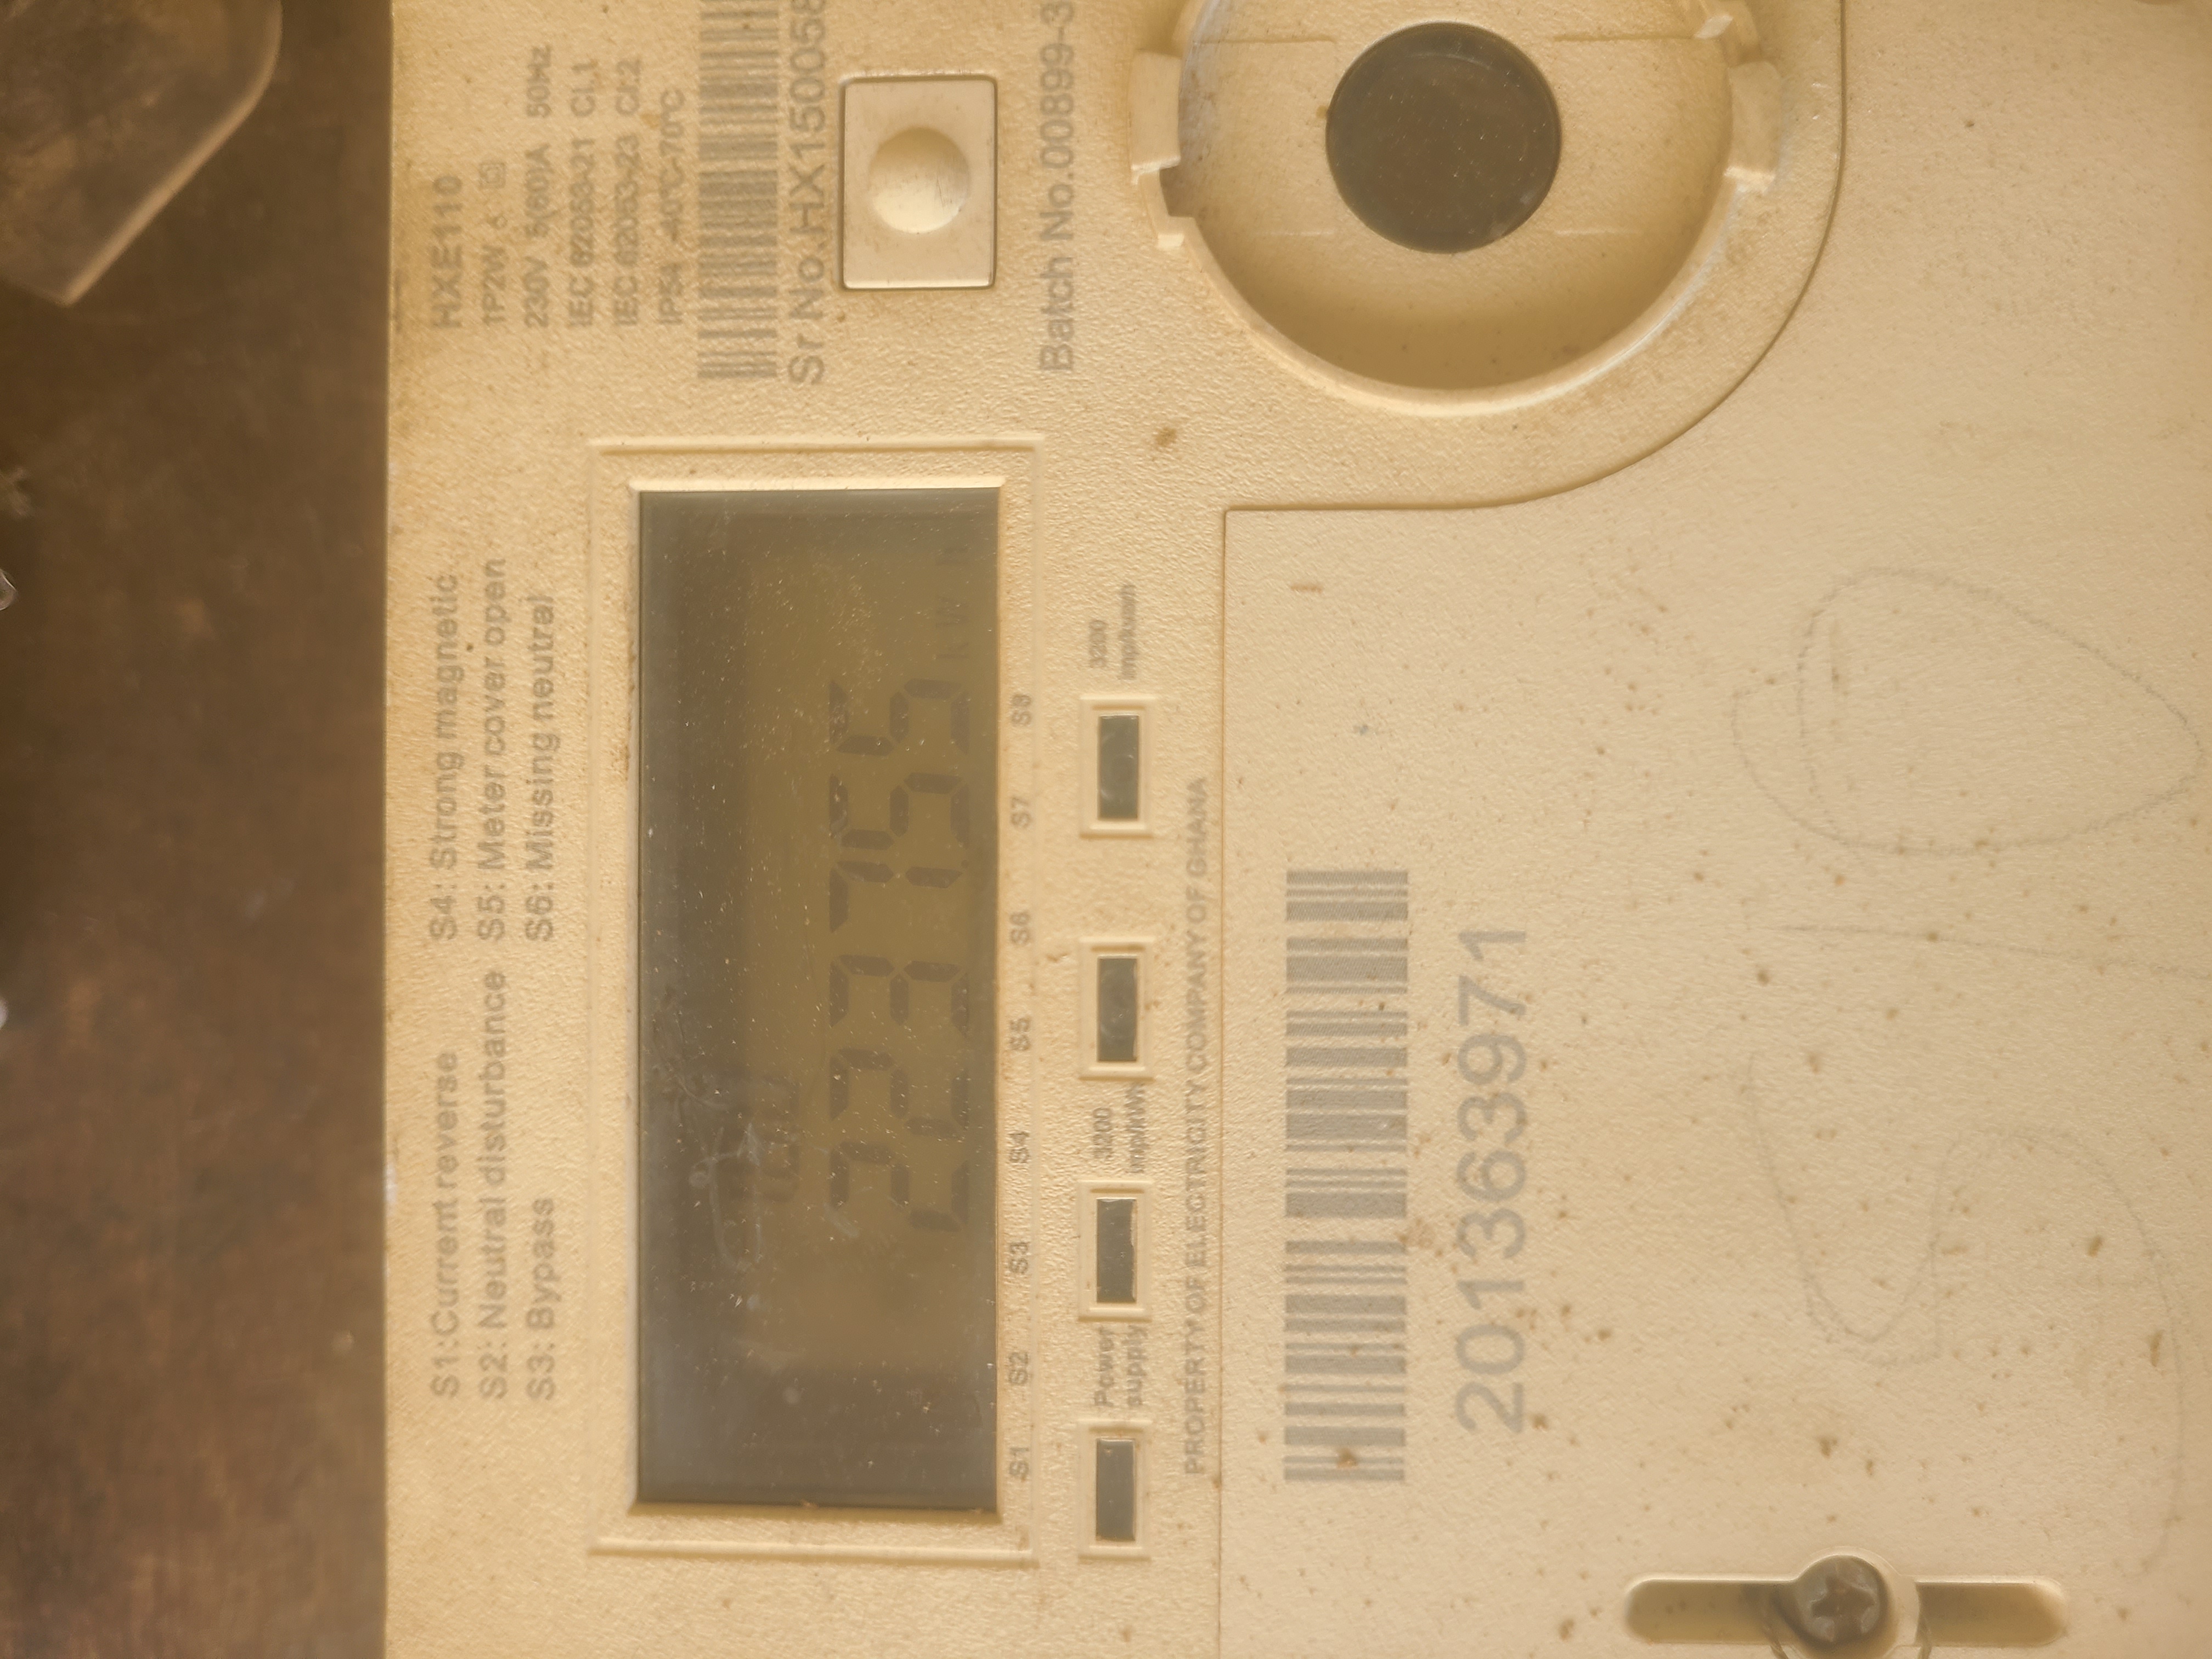 S1:Current reverse S4: Strong magnetic
S2: Neutral disturbance S5: Meter cover open
S3: Bypass S6: Missing neutral
HXE110
1P2W
230V 5(60)A 50Hz
IEC 62053-21 Cl.1
IEC 62053-23 Cl.2
IP54 -40°C-70°C
Sr No.HX150058
2237.55 kWh
S1 S2 S3 S4 S5 S6 S7 S8
Batch No.00899-3
Power supply
3200 imp/kWh
3200 imp/kvarh
PROPERTY OF ELECTRICITY COMPANY OF GHANA
201363971
510